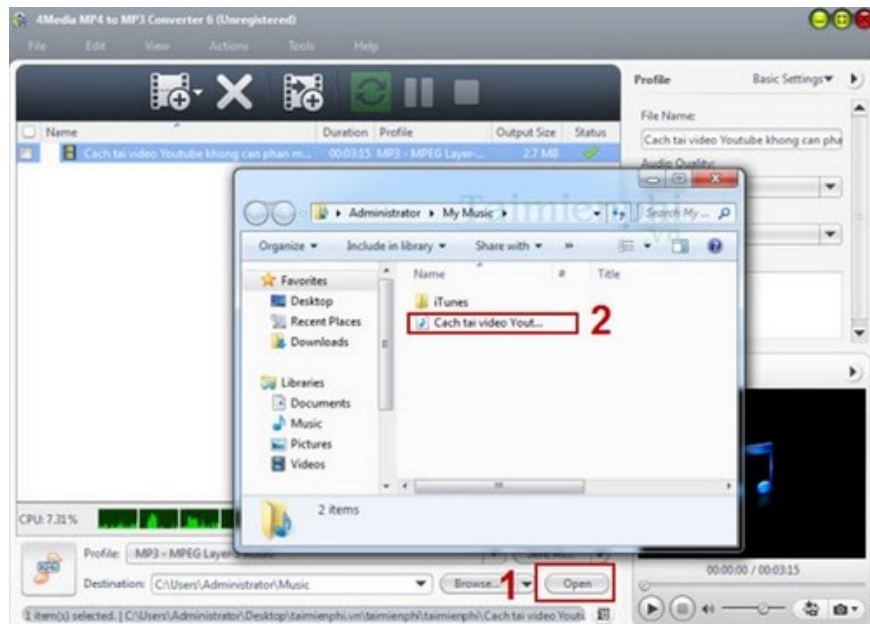 4Media MP4 to MP3 Converter 6 (Unregistered)
File Edit View Actions Tools Help
Profile Basic Settings
File Name:
Cach tai video Youtube khong can pha
Audio Quality:
Name Duration Profile Output Size Status
Cach tai video Youtube khong can phan m... 00:03:15 MP3 - MPEG Layer-... 2.7 MB
Taimienphi
.vn
Administrator My Music Search My ...
Organize Include in library Share with »
Favorites
Desktop
Recent Places
Downloads
Libraries
Documents
Music
Pictures
Videos
Name # Title
iTunes
Cach tai video Yout... 2
2 items
CPU: 7.31%
Profile: MP3 - MPEG Layer-3 Music Save As...
Destination: C:\Users\Administrator\Music Browse... 1 Open
00:00:00 / 00:03:15
1 item(s) selected. | C:\Users\Administrator\Desktop\taimienphi.vn\taimienphi\taimienphi\Cach tai video Youtu